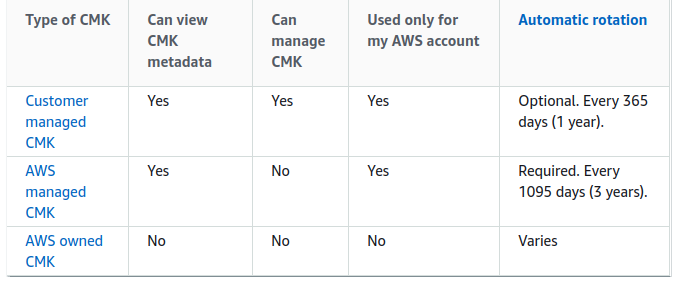 Type of CMK
Can view
CMK
metadata
Can
manage
CMK
Used only for
my AWS account
Automatic rotation
Customer
managed
CMK
Yes
Yes
Yes
Optional. Every 365
days (1 year).
AWS
managed
CMK
Yes
No
Yes
Required. Every
1095 days (3 years).
AWS owned
CMK
No
No
No
Varies